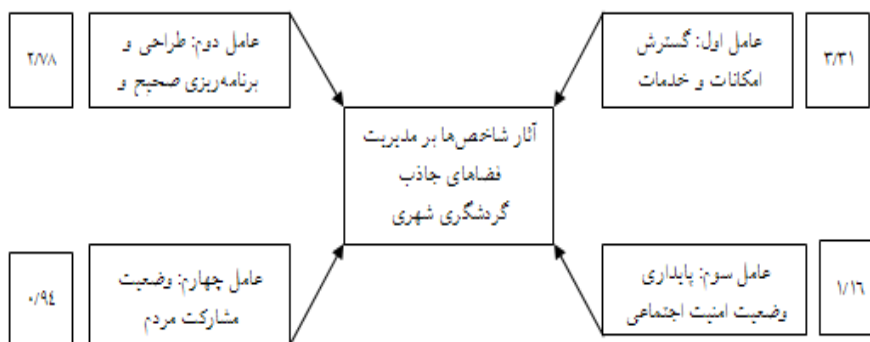 ۳/۳۱
عامل اول: گسترش
امکانات و خدمات
عامل دوم: طراحی و
برنامه‌ریزی صحیح و
۲/۷۸
آثار شاخص‌ها بر مدیریت
فضاهای جاذب
گردشگری شهری
۱/۱۶
عامل سوم: پایداری
وضعیت امنیت اجتماعی
عامل چهارم: وضعیت
مشارکت مردم
۰/۹٤